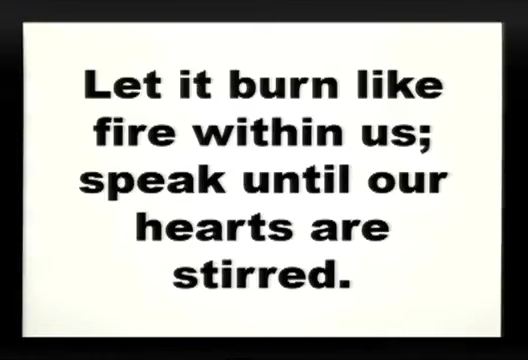 Let it burn like
fire within us;
speak until our
hearts are
stirred.